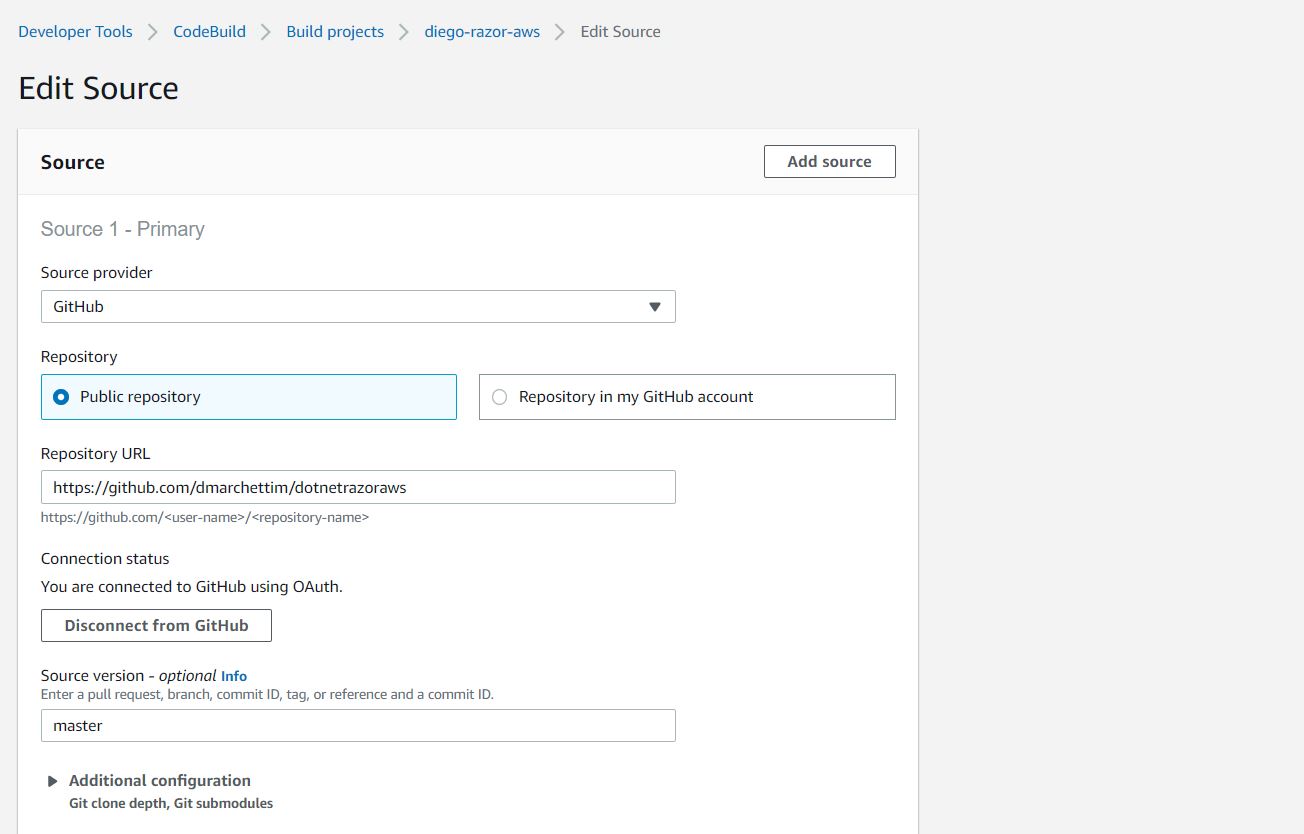 Developer Tools > CodeBuild > Build projects > diego-razor-aws > Edit Source
Edit Source
Source
Add source
Source 1 - Primary
Source provider
GitHub
Repository
Public repository
Repository in my GitHub account
Repository URL
https://github.com/dmarchettim/dotnetrazoraws
https://github.com/<user-name>/<repository-name>
Connection status
You are connected to GitHub using OAuth.
Disconnect from GitHub
Source version - optional Info
Enter a pull request, branch, commit ID, tag, or reference and a commit ID.
master
Additional configuration
Git clone depth, Git submodules